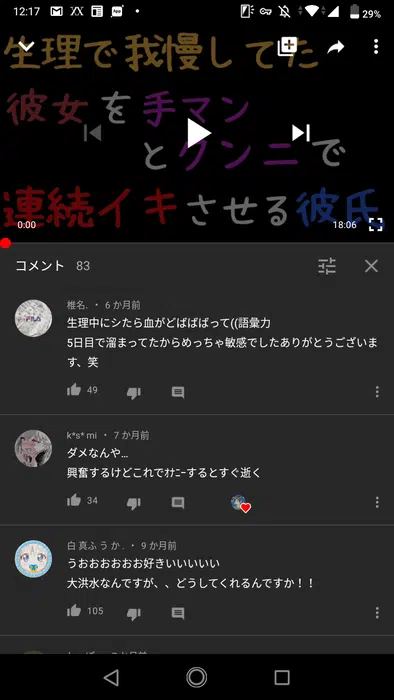 12:17
29%
生理で我慢してた
彼女を手マン
とクンニで
連続イキさせる彼氏
0:00
18:06
コメント 83
椎名. • 6 か月前
生理中にシたら血がどばばばって((語彙力
5日目で溜まってたからめっちゃ敏感でしたありがとうございま
す、笑
49
k*s* mi • 7 か月前
ダメなんや…
興奮するけどこれでｵﾅﾆｰするとすぐ逝く
34
白 真ふ う か . • 9 か月前
うおおおおおお好きいいいいい
大洪水なんですが、、どうしてくれるんですか！！
105